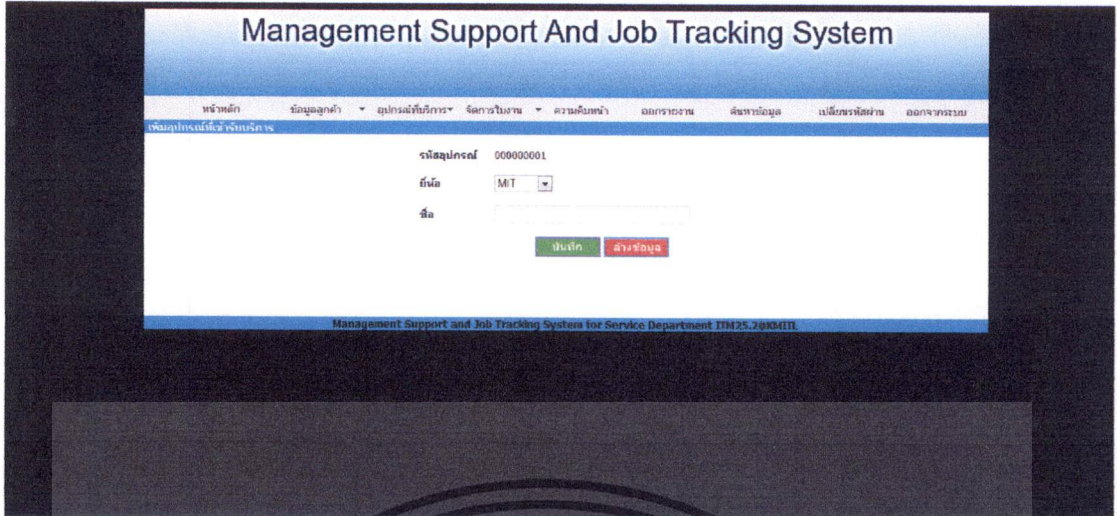 Management Support And Job Tracking System
หน้าหลัก ข้อมูลลูกค้า อุปกรณ์ที่บริการ จัดการใบงาน ความคืบหน้า ออกรายงาน ค้นหาข้อมูล เปลี่ยนรหัสผ่าน ออกจากระบบ
เพิ่มอุปกรณ์ที่เข้ารับบริการ
รหัสอุปกรณ์ 000000001
ยี่ห้อ MIT
ชื่อ
บันทึก ล้างข้อมูล
Management Support and Job Tracking System for Service Department ITM25.2@KMITL